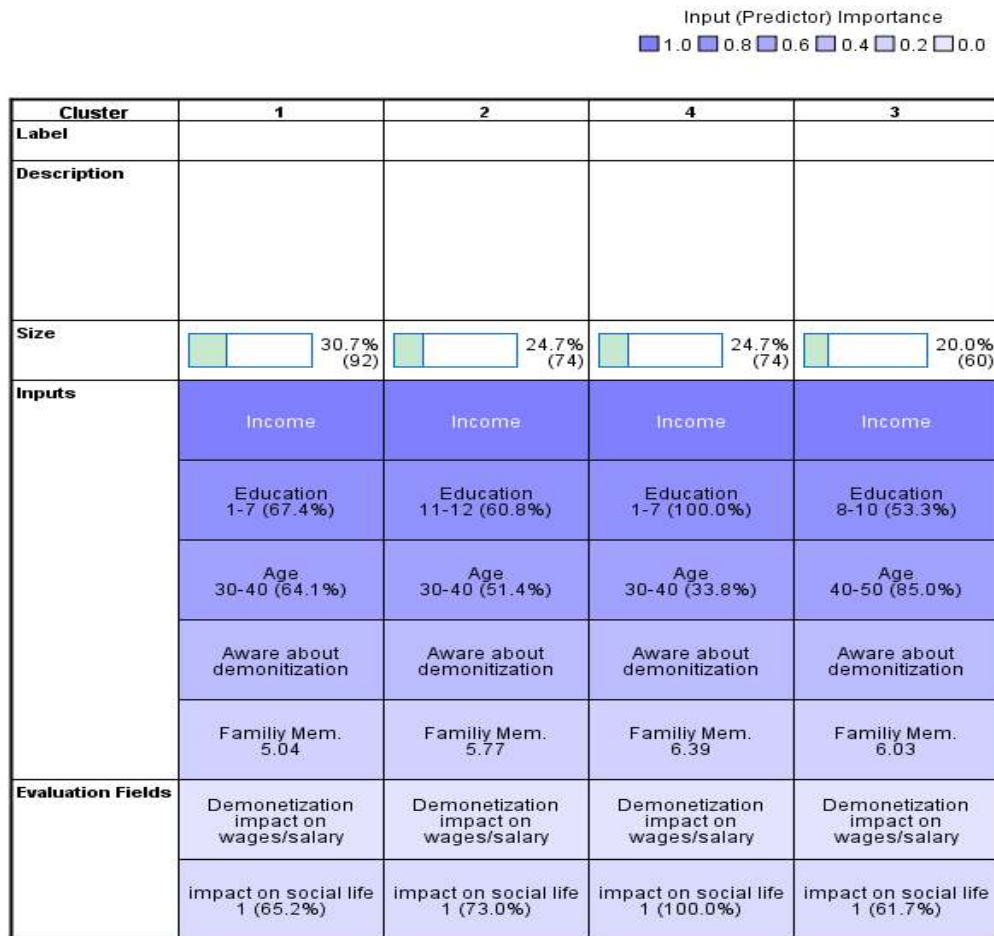 Input (Predictor) Importance
1.0 0.8 0.6 0.4 0.2 0.0
Cluster 1 2 4 3
Label
Description
Size
30.7% 24.7% 24.7% 20.0%
(92) (74) (74) (60)
Inputs
Income Income Income Income
Education Education Education Education
1-7 (67.4%) 11-12 (60.8%) 1-7 (100.0%) 8-10 (53.3%)
Age Age Age Age
30-40 (64.1%) 30-40 (51.4%) 30-40 (33.8%) 40-50 (85.0%)
Aware about Aware about Aware about Aware about
demonitization demonitization demonitization demonitization
Familiy Mem. Familiy Mem. Familiy Mem. Familiy Mem.
5.04 5.77 6.39 6.03
Evaluation Fields
Demonetization Demonetization Demonetization Demonetization
impact on impact on impact on impact on
wages/salary wages/salary wages/salary wages/salary
impact on social life impact on social life impact on social life impact on social life
1 (65.2%) 1 (73.0%) 1 (100.0%) 1 (61.7%)